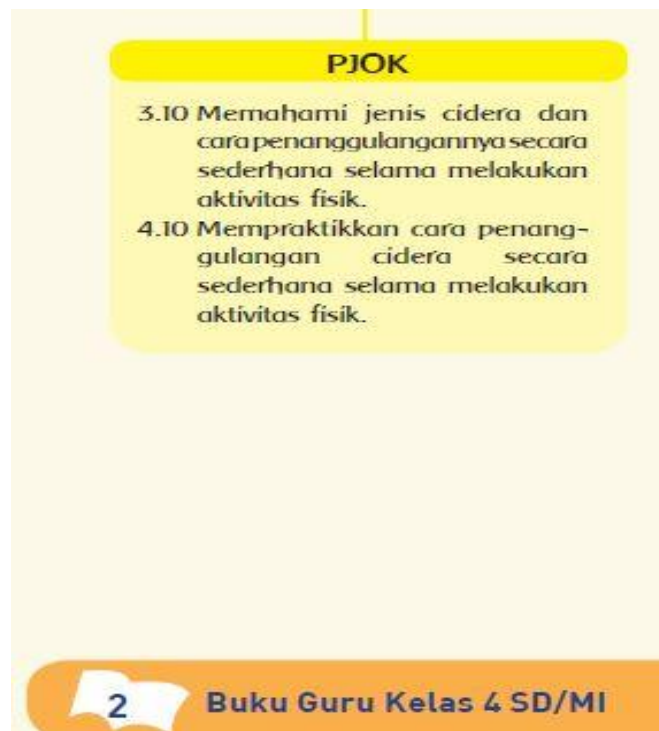 PJOK
3.10 Memahami jenis cidera dan
cara penanggulangannya secara
sederhana selama melakukan
aktivitas fisik.
4.10 Mempraktikkan cara penang-
gulangan cidera secara
sederhana selama melakukan
aktivitas fisik.
2 Buku Guru Kelas 4 SD/MI